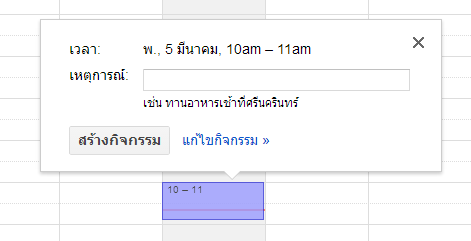 เวลา: พ., 5 มีนาคม, 10am – 11am
เหตุการณ์:
เช่น ทานอาหารเช้าที่ศรีนครินทร์
สร้างกิจกรรม แก้ไขกิจกรรม »
10 – 11